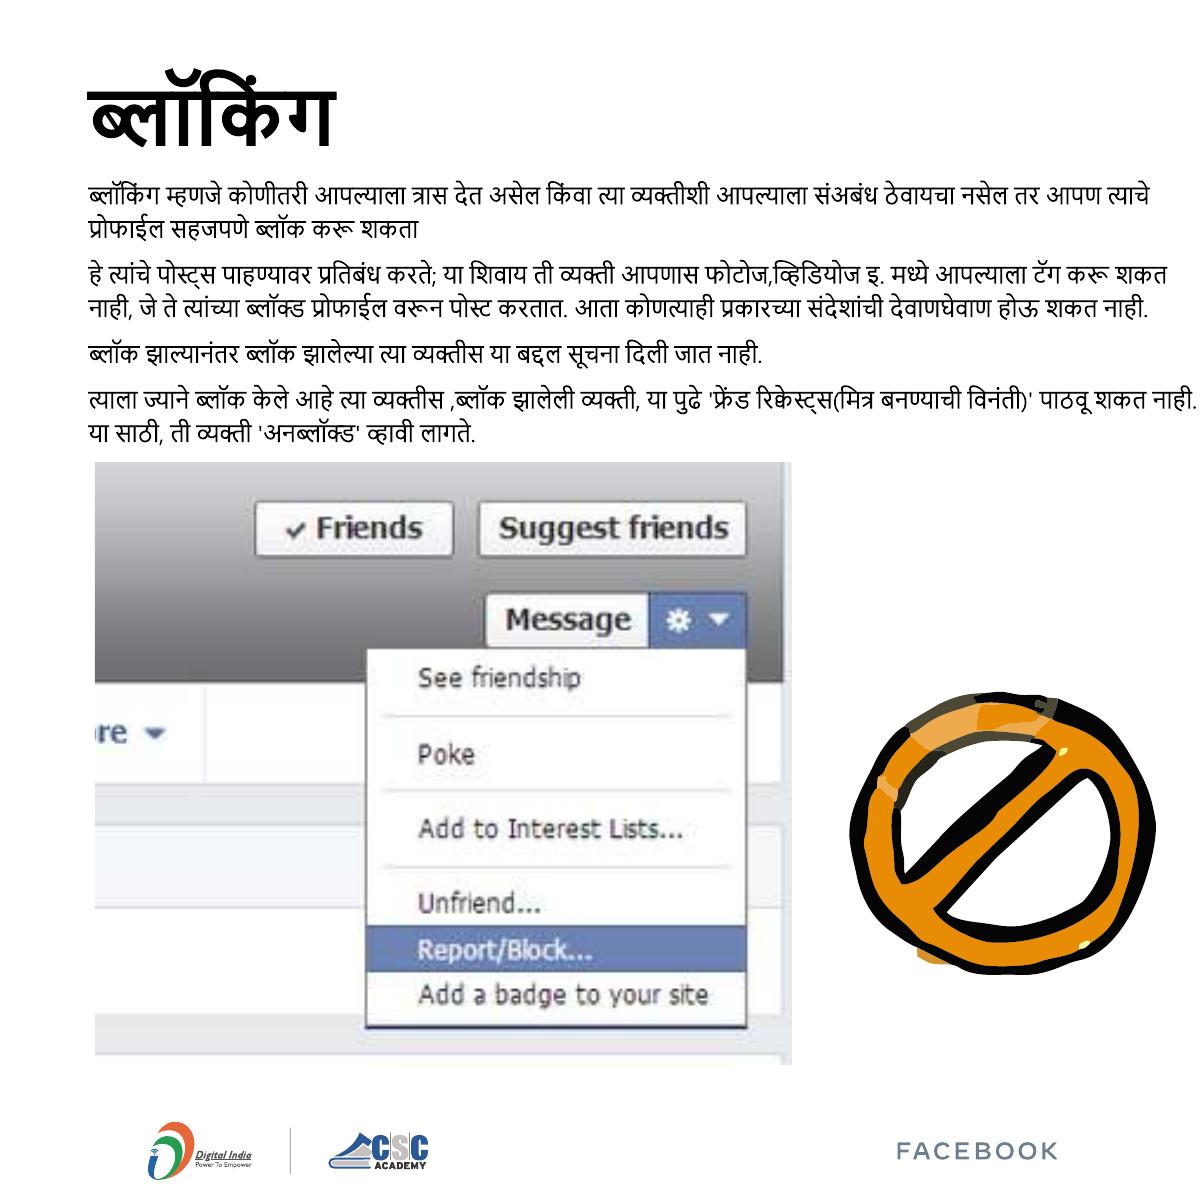 ब्लॉकिंग
ब्लॉकिंग म्हणजे कोणीतरी आपल्याला त्रास देत असेल किंवा त्या व्यक्तीशी आपल्याला संअबंध ठेवायचा नसेल तर आपण त्याचे
प्रोफाईल सहजपणे ब्लॉक करू शकता
हे त्यांचे पोस्ट्स पाहण्यावर प्रतिबंध करते; या शिवाय ती व्यक्ती आपणास फोटोज,व्हिडियोज इ. मध्ये आपल्याला टॅग करू शकत
नाही, जे ते त्यांच्या ब्लॉक्ड प्रोफाईल वरून पोस्ट करतात. आता कोणत्याही प्रकारच्या संदेशांची देवाणघेवाण होऊ शकत नाही.
ब्लॉक झाल्यानंतर ब्लॉक झालेल्या त्या व्यक्तीस या बद्दल सूचना दिली जात नाही.
त्याला ज्याने ब्लॉक केले आहे त्या व्यक्तीस ,ब्लॉक झालेली व्यक्ती, या पुढे 'फ्रेंड रिक्वेस्ट्स(मित्र बनण्याची विनंती)' पाठवू शकत नाही.
या साठी, ती व्यक्ती 'अनब्लॉक्ड' व्हावी लागते.
Friends
Suggest friends
Message
See friendship
re
Poke
Add to Interest Lists...
Unfriend...
Report/Block...
Add a badge to your site
Digital India
Power To Empower
CSC
ACADEMY
FACEBOOK